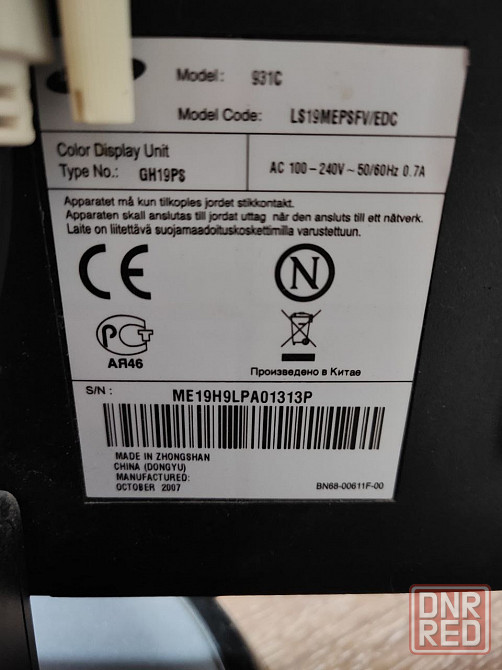 Model: 931C
Model Code: LS19MEPSFV/EDC
Color Display Unit
Type No.: GH19PS
AC 100-240V ~ 50/60Hz 0.7A
Apparatet må kun tilkoples jordet stikkontakt.
Apparaten skall anslutas till jordat uttag när den ansluts till ett nätverk.
Laite on liitettävä suojamaadoituskoskettimilla varustettuun.
CE
N
РСТ
АЯ46
Произведено в Китае
S/N : ME19H9LPA01313P
MADE IN ZHONGSHAN
CHINA (DONGYU)
MANUFACTURED:
OCTOBER 2007
BN68-00611F-00
DNR
RED